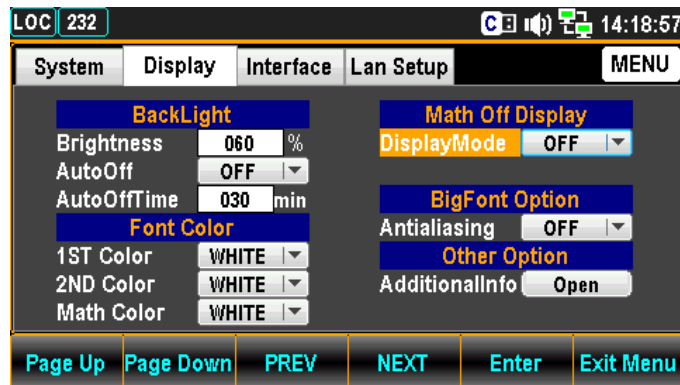 LOC 232 C 14:18:57
System Display Interface Lan Setup MENU
BackLight
Brightness 060 %
AutoOff OFF
AutoOffTime 030 min
Font Color
1ST Color WHITE
2ND Color WHITE
Math Color WHITE
Math Off Display
DisplayMode OFF
BigFont Option
Antialiasing OFF
Other Option
AdditionalInfo Open
Page Up Page Down PREV NEXT Enter Exit Menu